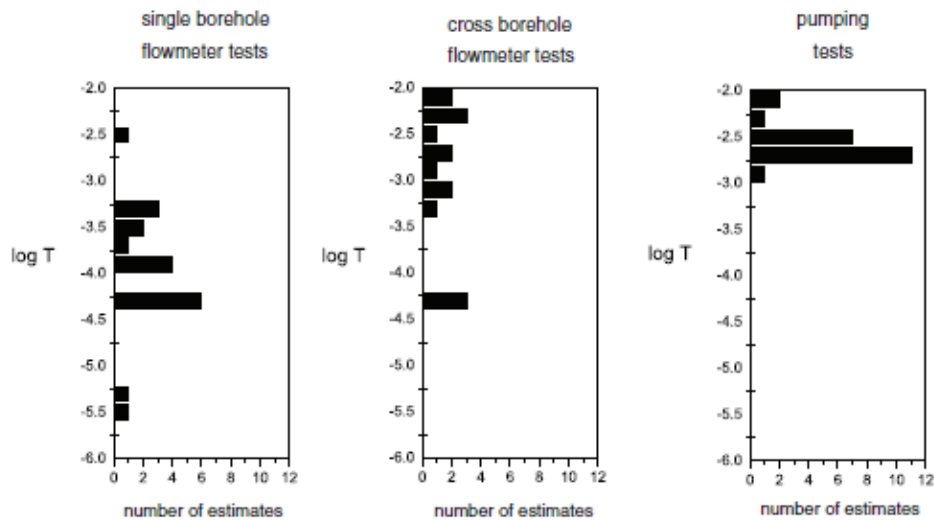 single borehole
flowmeter tests
-2.0
-2.5
-3.0
-3.5
-4.0
-4.5
-5.0
-5.5
-6.0
log T
0 2 4 6 8 10 12
number of estimates
cross borehole
flowmeter tests
-2.0
-2.5
-3.0
-3.5
-4.0
-4.5
-5.0
-5.5
-6.0
log T
0 2 4 6 8 10 12
number of estimates
pumping
tests
-2.0
-2.5
-3.0
-3.5
-4.0
-4.5
-5.0
-5.5
-6.0
log T
0 2 4 6 8 10 12
number of estimates